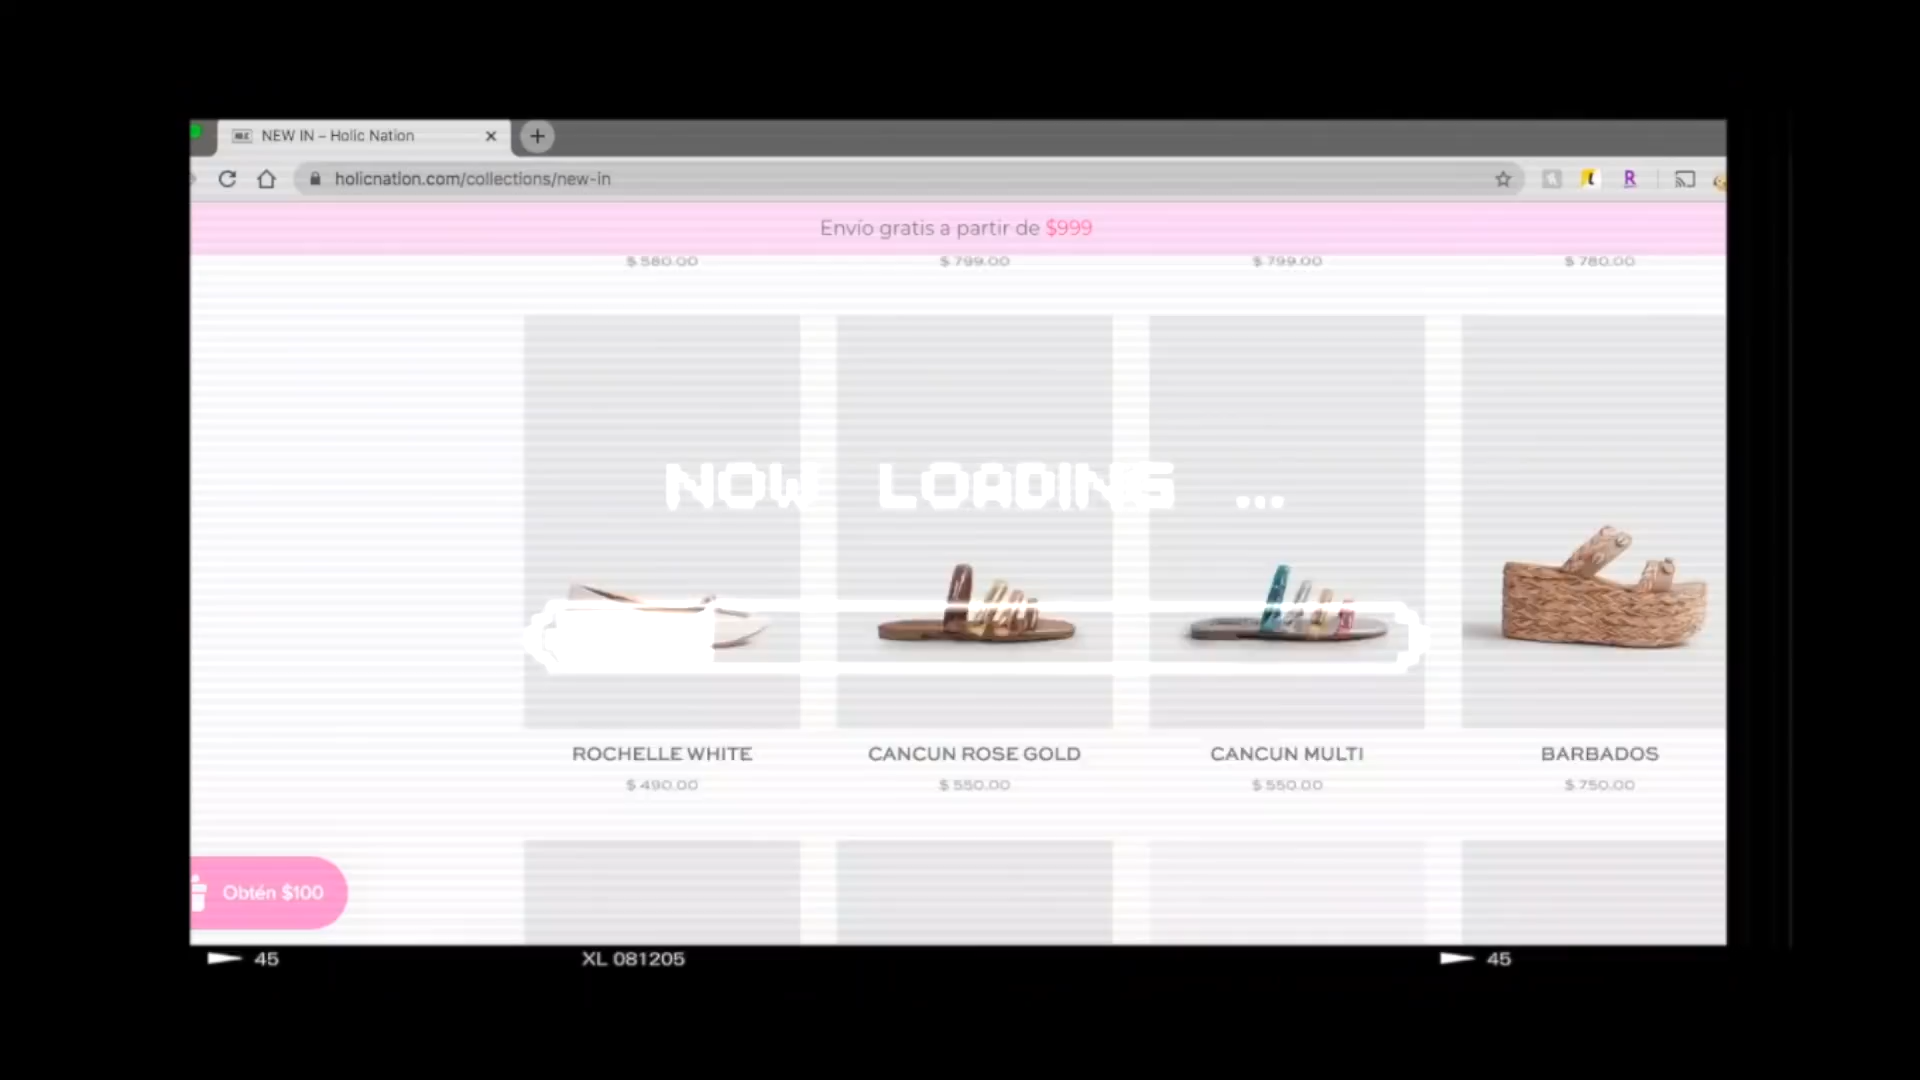 NEW IN – Holic Nation
holicnation.com/collections/new-in
Envío gratis a partir de $999
$ 580.00
$ 799.00
$ 799.00
$ 780.00
NOW LOADING ...
ROCHELLE WHITE
$ 490.00
CANCUN ROSE GOLD
$ 550.00
CANCUN MULTI
$ 550.00
BARBADOS
$ 750.00
Obtén $100
45
XL 081205
45